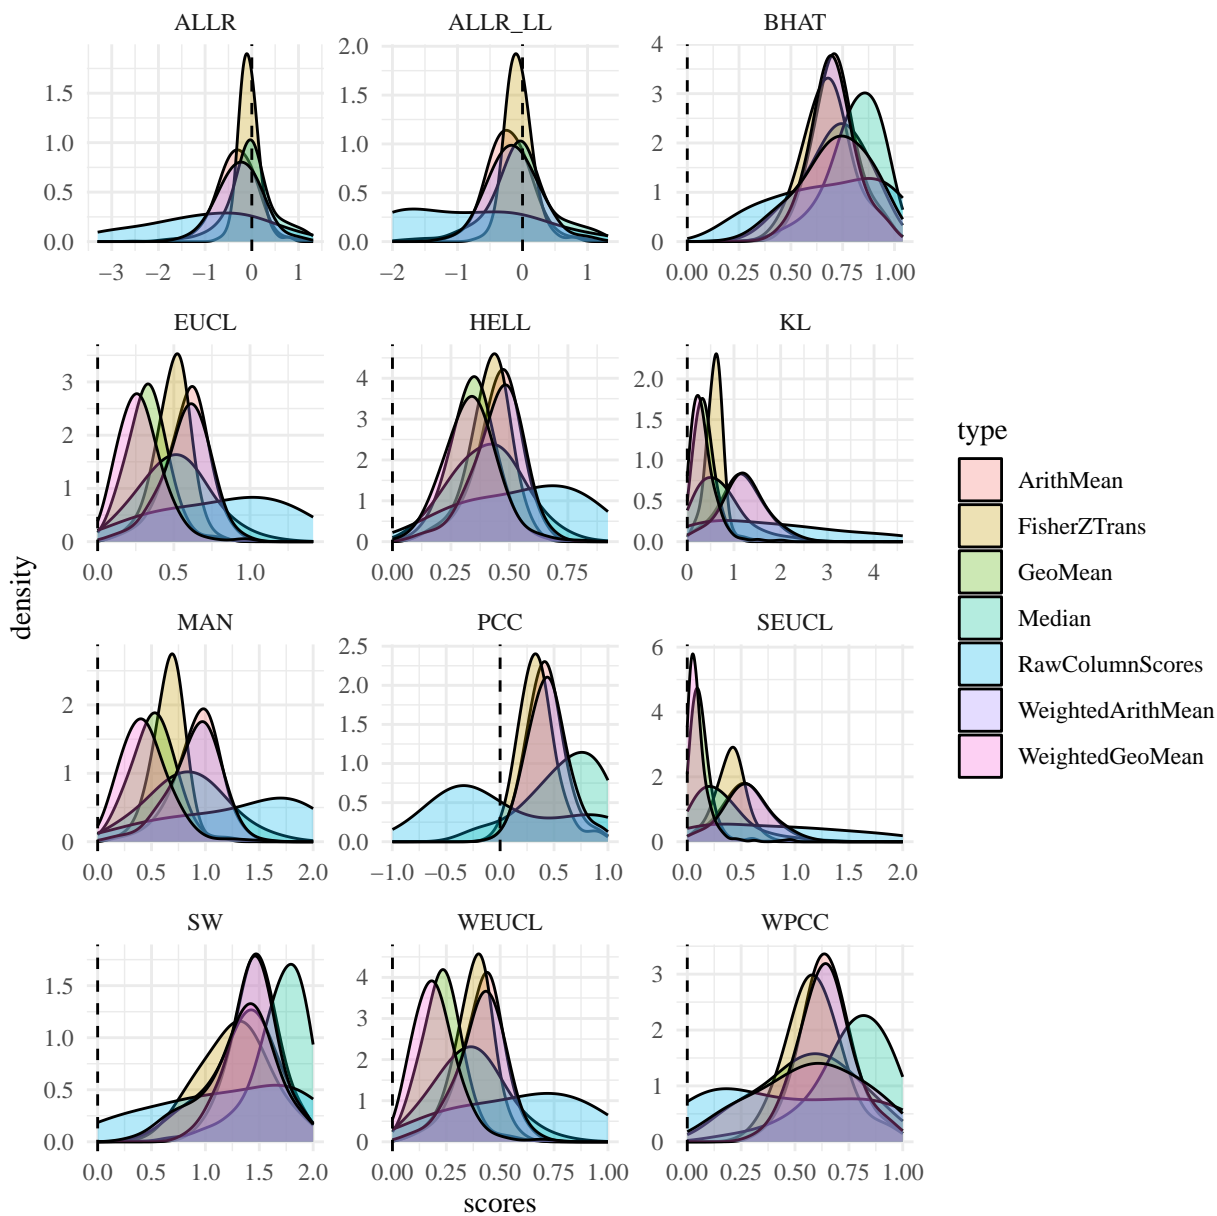 ALLR ALLR_LL BHAT
0.0 0.5 1.0 1.5
−3 −2 −1 0 1
0.0 0.5 1.0 1.5 2.0
−2 −1 0 1
0 1 2 3 4
0.00 0.25 0.50 0.75 1.00
EUCL HELL KL
0 1 2 3
0.0 0.5 1.0
0 1 2 3 4
0.00 0.25 0.50 0.75
0.0 0.5 1.0 1.5 2.0
0 1 2 3 4
MAN PCC SEUCL
0 1 2
0.0 0.5 1.0 1.5 2.0
0.0 0.5 1.0 1.5 2.0 2.5
−1.0 −0.5 0.0 0.5 1.0
0 2 4 6
0.0 0.5 1.0 1.5 2.0
SW WEUCL WPCC
0.0 0.5 1.0 1.5
0.0 0.5 1.0 1.5 2.0
0 1 2 3 4
0.00 0.25 0.50 0.75 1.00
0 1 2 3
0.00 0.25 0.50 0.75 1.00
scores
density
type
ArithMean
FisherZTrans
GeoMean
Median
RawColumnScores
WeightedArithMean
WeightedGeoMean